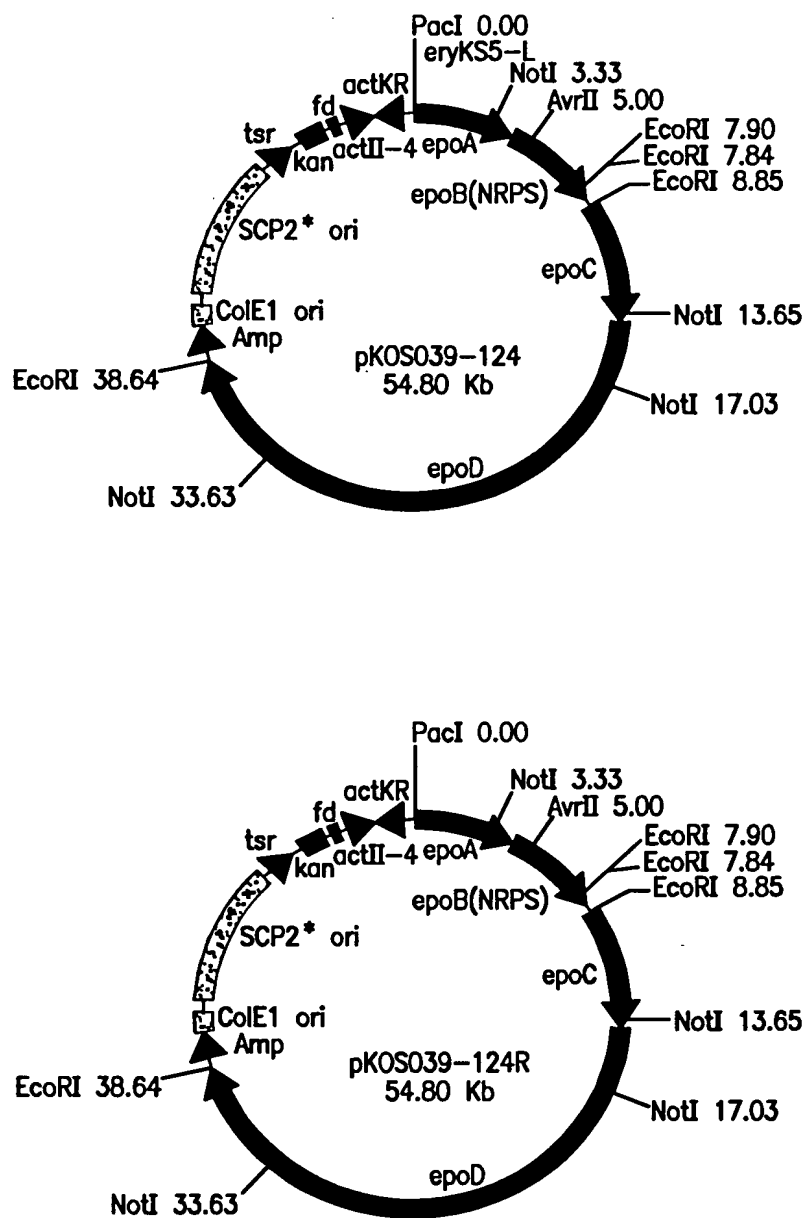 PacI 0.00
eryKS5-L
NotI 3.33
AvrII 5.00
EcoRI 7.90
EcoRI 7.84
EcoRI 8.85
actKR
fd
tsr
kan
actII-4
epoA
epoB(NRPS)
SCP2* ori
epoC
ColE1 ori
Amp
NotI 13.65
pKOS039-124
54.80 Kb
EcoRI 38.64
NotI 17.03
epoD
NotI 33.63
PacI 0.00
NotI 3.33
AvrII 5.00
EcoRI 7.90
EcoRI 7.84
EcoRI 8.85
actKR
fd
tsr
kan
actII-4
epoA
epoB(NRPS)
SCP2* ori
epoC
ColE1 ori
Amp
NotI 13.65
pKOS039-124R
54.80 Kb
EcoRI 38.64
NotI 17.03
epoD
NotI 33.63